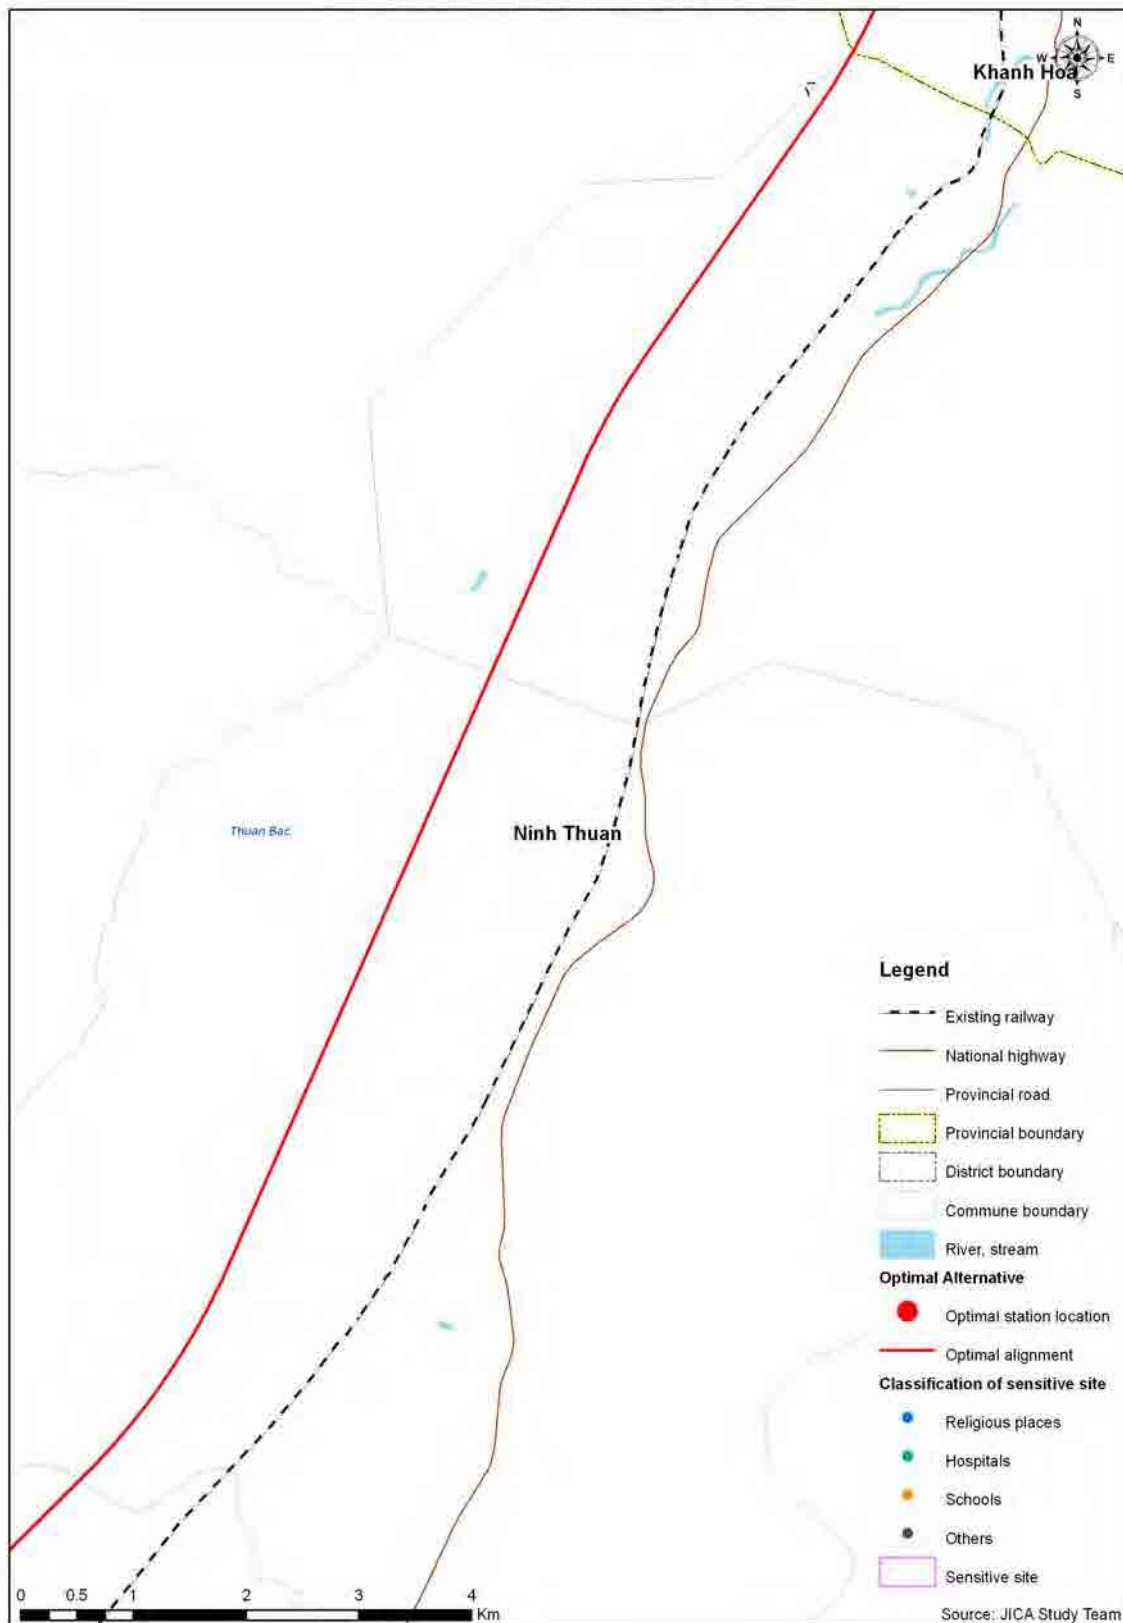 N
W E
S
Khanh Hoa
Thuan Bac
Ninh Thuan
Legend
Existing railway
National highway
Provincial road
Provincial boundary
District boundary
Commune boundary
River, stream
Optimal Alternative
Optimal station location
Optimal alignment
Classification of sensitive site
Religious places
Hospitals
Schools
Others
Sensitive site
0 0.5 1 2 3 4
Km
Source: JICA Study Team